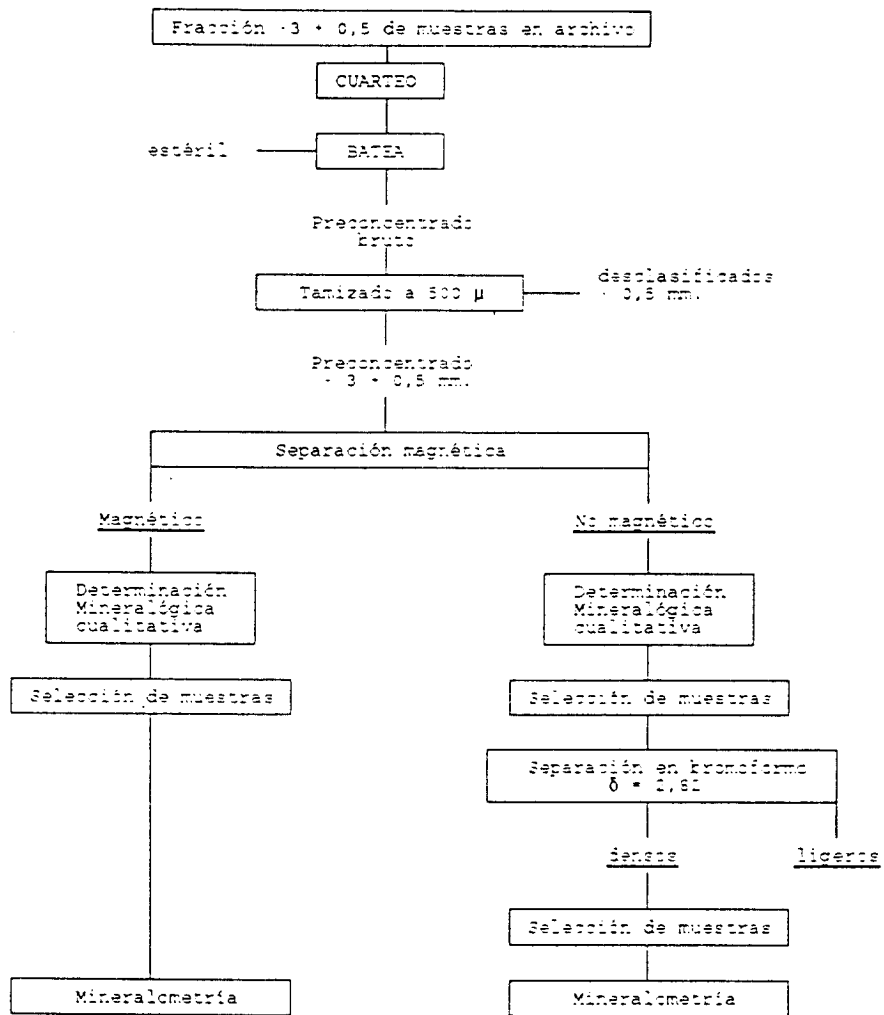 Fracción -3 + 0,5 de muestras en archivo
CUARTEO
estéril
BATEA
Preconcentrado
bruto
Tamizado a 500 µ
desclasificados
- 0,5 mm.
Preconcentrado
- 3 + 0,5 mm.
Separación magnética
Magnético
No magnético
Determinación
Mineralógica
cualitativa
Determinación
Mineralógica
cualitativa
Selección de muestras
Selección de muestras
Separación en bromoformo
δ =
densos
ligeros
Selección de muestras
Mineralometría
Mineralometría